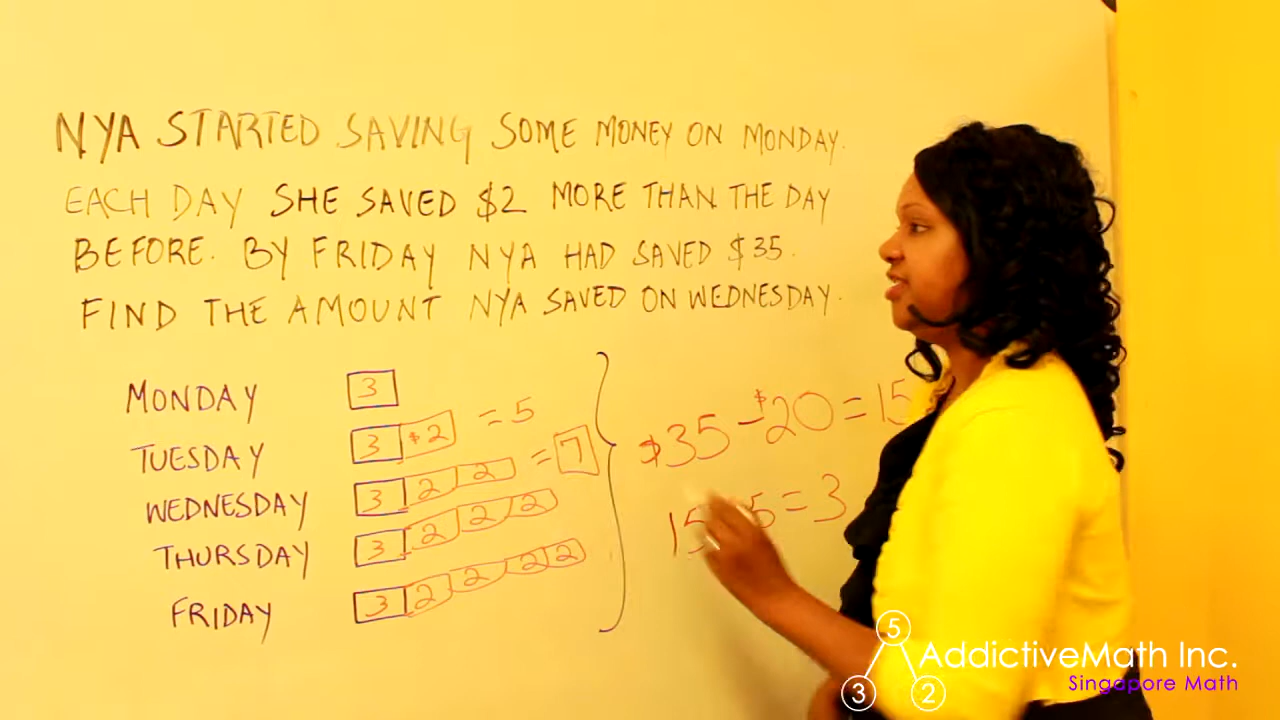 NYA STARTED SAVING SOME MONEY ON MONDAY.
EACH DAY SHE SAVED $2 MORE THAN THE DAY
BEFORE. BY FRIDAY NYA HAD SAVED $35.
FIND THE AMOUNT NYA SAVED ON WEDNESDAY.
MONDAY 3
TUESDAY 3 $2 = 5
WEDNESDAY 3 2 2 = 7
THURSDAY 3 2 2 2
FRIDAY 3 2 2 2 2
$35 - $20 = 15
15 5 = 3
5
3 2
AddictiveMath Inc.
Singapore Math